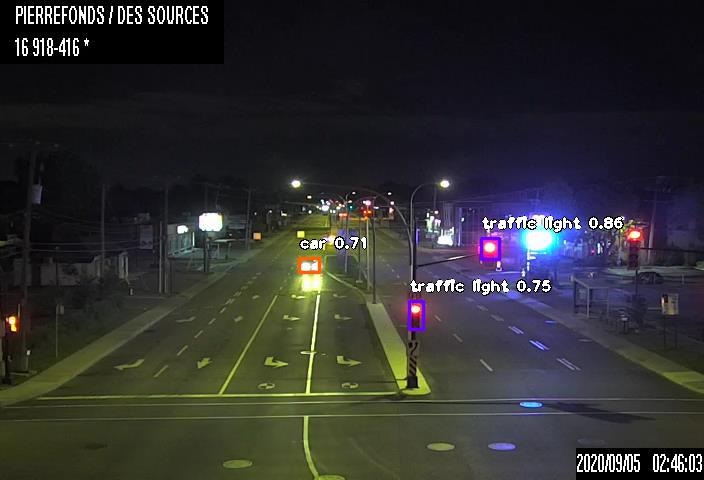 PIERREFONDS / DES SOURCES
16 918-416 *
traffic light 0.86
car 0.71
traffic light 0.75
2020/09/05 02:46:03